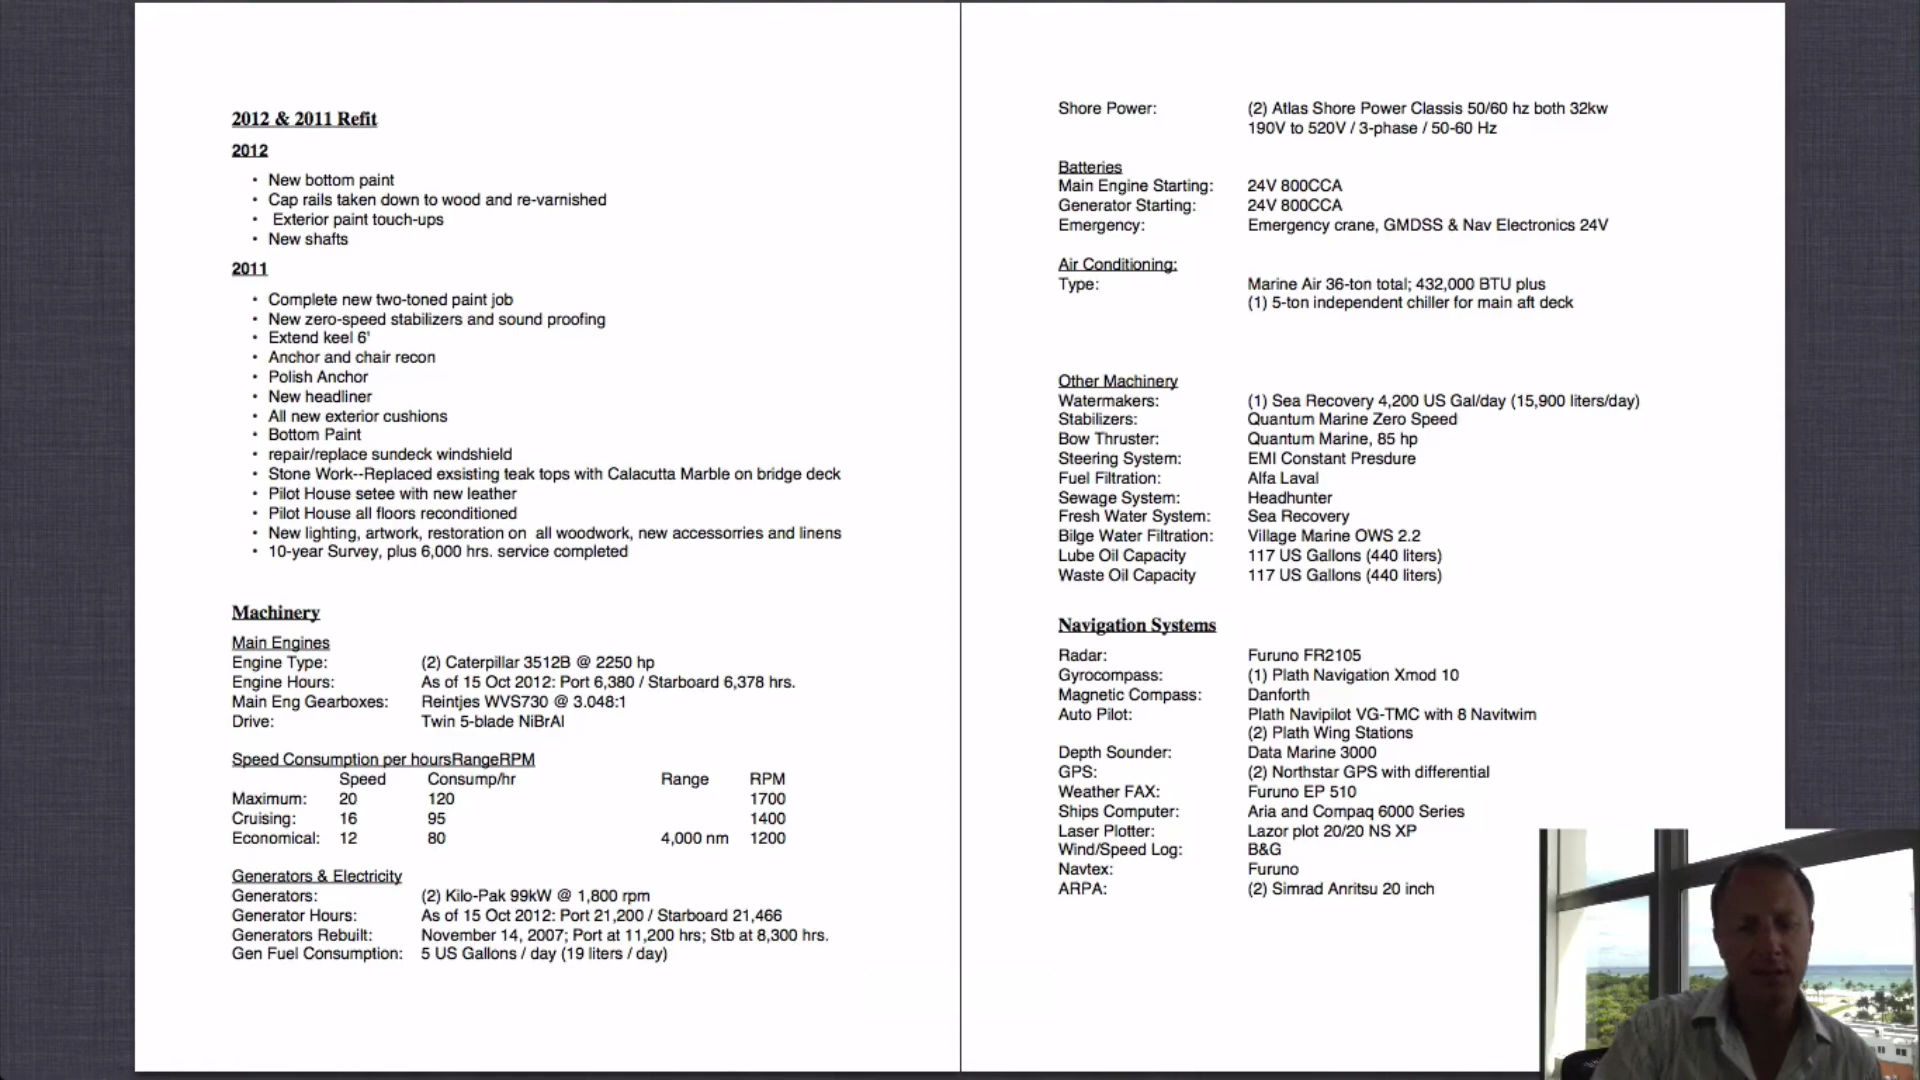 2012 & 2011 Refit
2012
• New bottom paint
• Cap rails taken down to wood and re-varnished
• Exterior paint touch-ups
• New shafts
2011
• Complete new two-toned paint job
• New zero-speed stabilizers and sound proofing
• Extend keel 6'
• Anchor and chair recon
• Polish Anchor
• New headliner
• All new exterior cushions
• Bottom Paint
• repair/replace sundeck windshield
• Stone Work--Replaced exsisting teak tops with Calacutta Marble on bridge deck
• Pilot House setee with new leather
• Pilot House all floors reconditioned
• New lighting, artwork, restoration on all woodwork, new accessorries and linens
• 10-year Survey, plus 6,000 hrs. service completed
Machinery
Main Engines
Engine Type: (2) Caterpillar 3512B @ 2250 hp
Engine Hours: As of 15 Oct 2012: Port 6,380 / Starboard 6,378 hrs.
Main Eng Gearboxes: Reintjes WVS730 @ 3.048:1
Drive: Twin 5-blade NiBrAl
Speed Consumption per hoursRangeRPM
Speed Consump/hr Range RPM
Maximum: 20 120 1700
Cruising: 16 95 1400
Economical: 12 80 4,000 nm 1200
Generators & Electricity
Generators: (2) Kilo-Pak 99kW @ 1,800 rpm
Generator Hours: As of 15 Oct 2012: Port 21,200 / Starboard 21,466
Generators Rebuilt: November 14, 2007; Port at 11,200 hrs; Stb at 8,300 hrs.
Gen Fuel Consumption: 5 US Gallons / day (19 liters / day)
Shore Power: (2) Atlas Shore Power Classis 50/60 hz both 32kw
190V to 520V / 3-phase / 50-60 Hz
Batteries
Main Engine Starting: 24V 800CCA
Generator Starting: 24V 800CCA
Emergency: Emergency crane, GMDSS & Nav Electronics 24V
Air Conditioning:
Type: Marine Air 36-ton total; 432,000 BTU plus
(1) 5-ton independent chiller for main aft deck
Other Machinery
Watermakers: (1) Sea Recovery 4,200 US Gal/day (15,900 liters/day)
Stabilizers: Quantum Marine Zero Speed
Bow Thruster: Quantum Marine, 85 hp
Steering System: EMI Constant Presdure
Fuel Filtration: Alfa Laval
Sewage System: Headhunter
Fresh Water System: Sea Recovery
Bilge Water Filtration: Village Marine OWS 2.2
Lube Oil Capacity 117 US Gallons (440 liters)
Waste Oil Capacity 117 US Gallons (440 liters)
Navigation Systems
Radar: Furuno FR2105
Gyrocompass: (1) Plath Navigation Xmod 10
Magnetic Compass: Danforth
Auto Pilot: Plath Navipilot VG-TMC with 8 Navitwim
(2) Plath Wing Stations
Depth Sounder: Data Marine 3000
GPS: (2) Northstar GPS with differential
Weather FAX: Furuno EP 510
Ships Computer: Aria and Compaq 6000 Series
Laser Plotter: Lazor plot 20/20 NS XP
Wind/Speed Log: B&G
Navtex: Furuno
ARPA: (2) Simrad Anritsu 20 inch